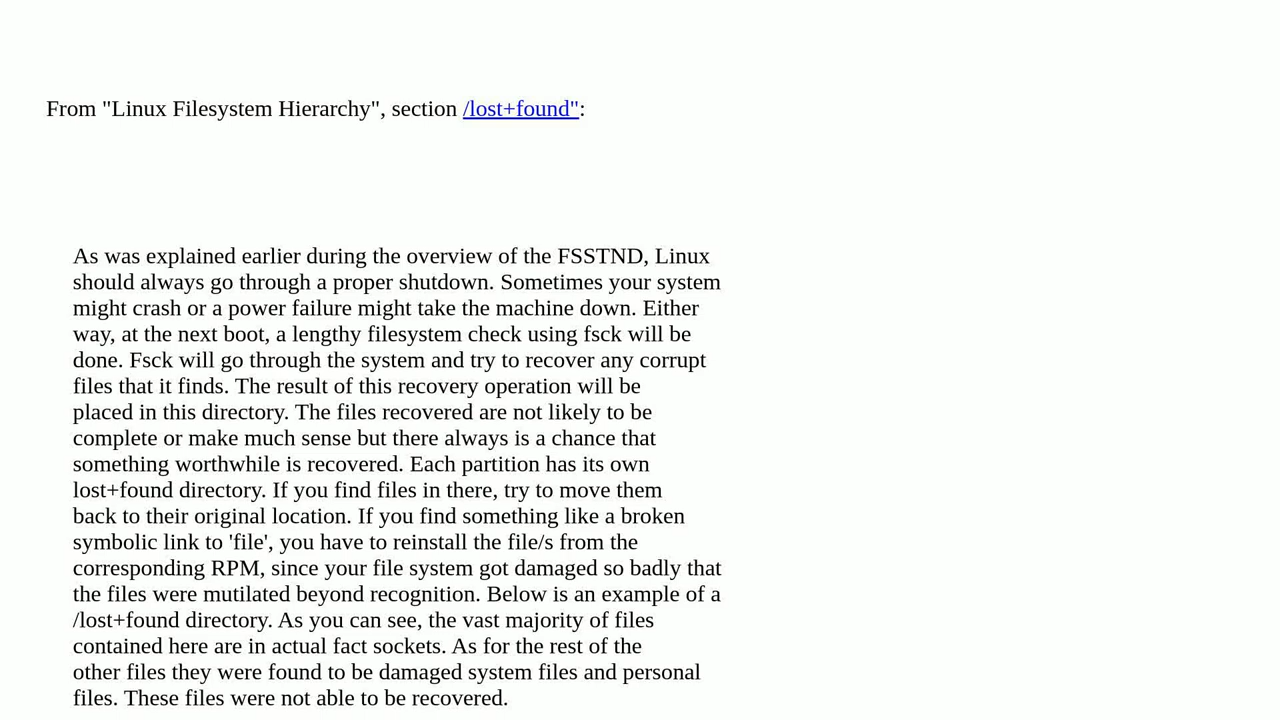 From "Linux Filesystem Hierarchy", section /lost+found":
As was explained earlier during the overview of the FSSTND, Linux
should always go through a proper shutdown. Sometimes your system
might crash or a power failure might take the machine down. Either
way, at the next boot, a lengthy filesystem check using fsck will be
done. Fsck will go through the system and try to recover any corrupt
files that it finds. The result of this recovery operation will be
placed in this directory. The files recovered are not likely to be
complete or make much sense but there always is a chance that
something worthwhile is recovered. Each partition has its own
lost+found directory. If you find files in there, try to move them
back to their original location. If you find something like a broken
symbolic link to 'file', you have to reinstall the file/s from the
corresponding RPM, since your file system got damaged so badly that
the files were mutilated beyond recognition. Below is an example of a
/lost+found directory. As you can see, the vast majority of files
contained here are in actual fact sockets. As for the rest of the
other files they were found to be damaged system files and personal
files. These files were not able to be recovered.